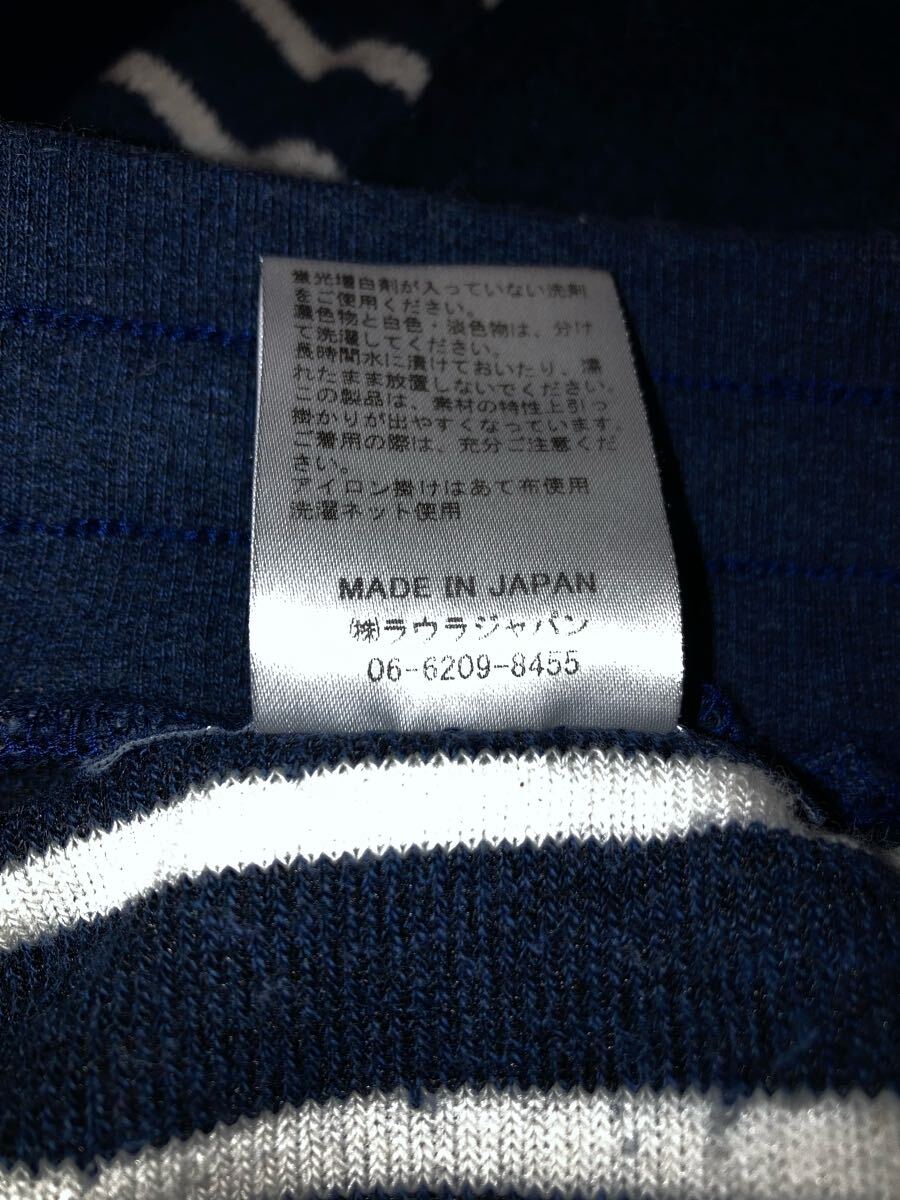 蛍光増白剤が入っていない洗剤
をご使用ください。
濃色物と白色・淡色物は、分け
て洗濯してください。
長時間水に漬けておいたり、濡
れたまま放置しないでください。
この製品は、素材の特性上引っ
掛かりが出やすくなっています。
ご着用の際は、充分ご注意くだ
さい。
アイロン掛けはあて布使用
洗濯ネット使用
MADE IN JAPAN
㈱ラウラジャパン
06-6209-8455